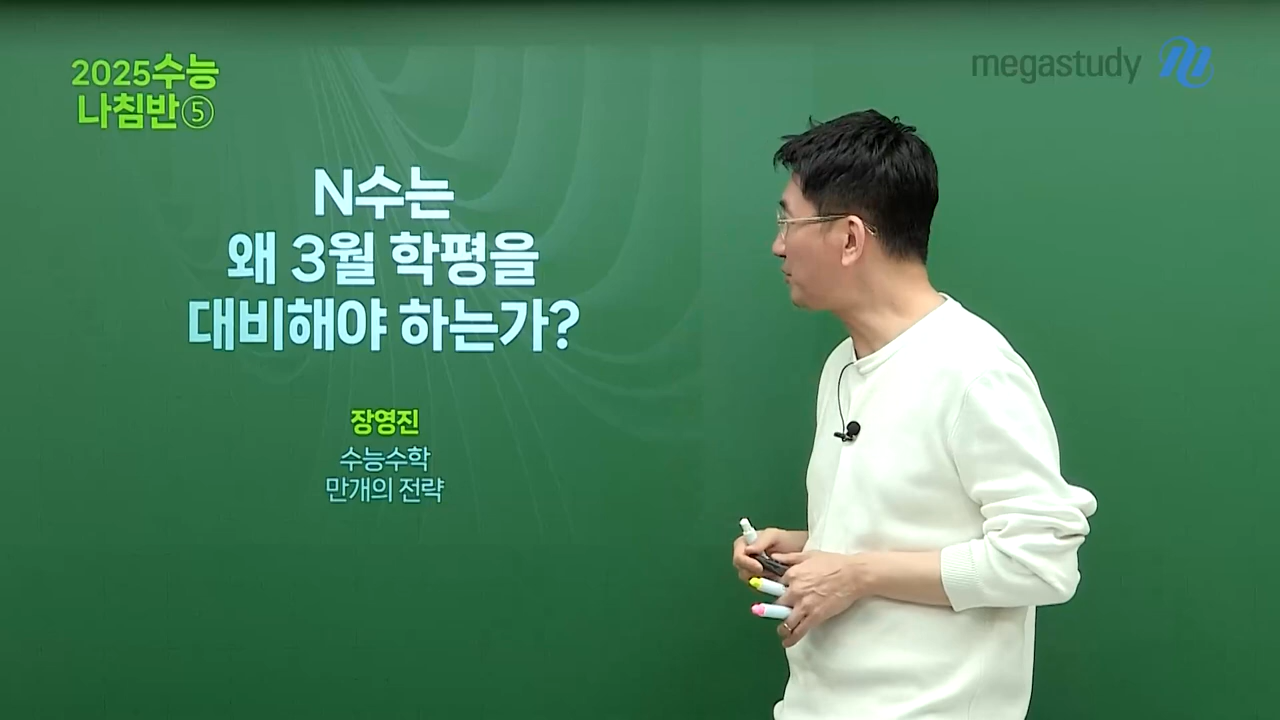 2025수능
나침반⑤
megastudy
N수는
왜 3월 학평을
대비해야 하는가?
장영진
수능수학
만개의 전략